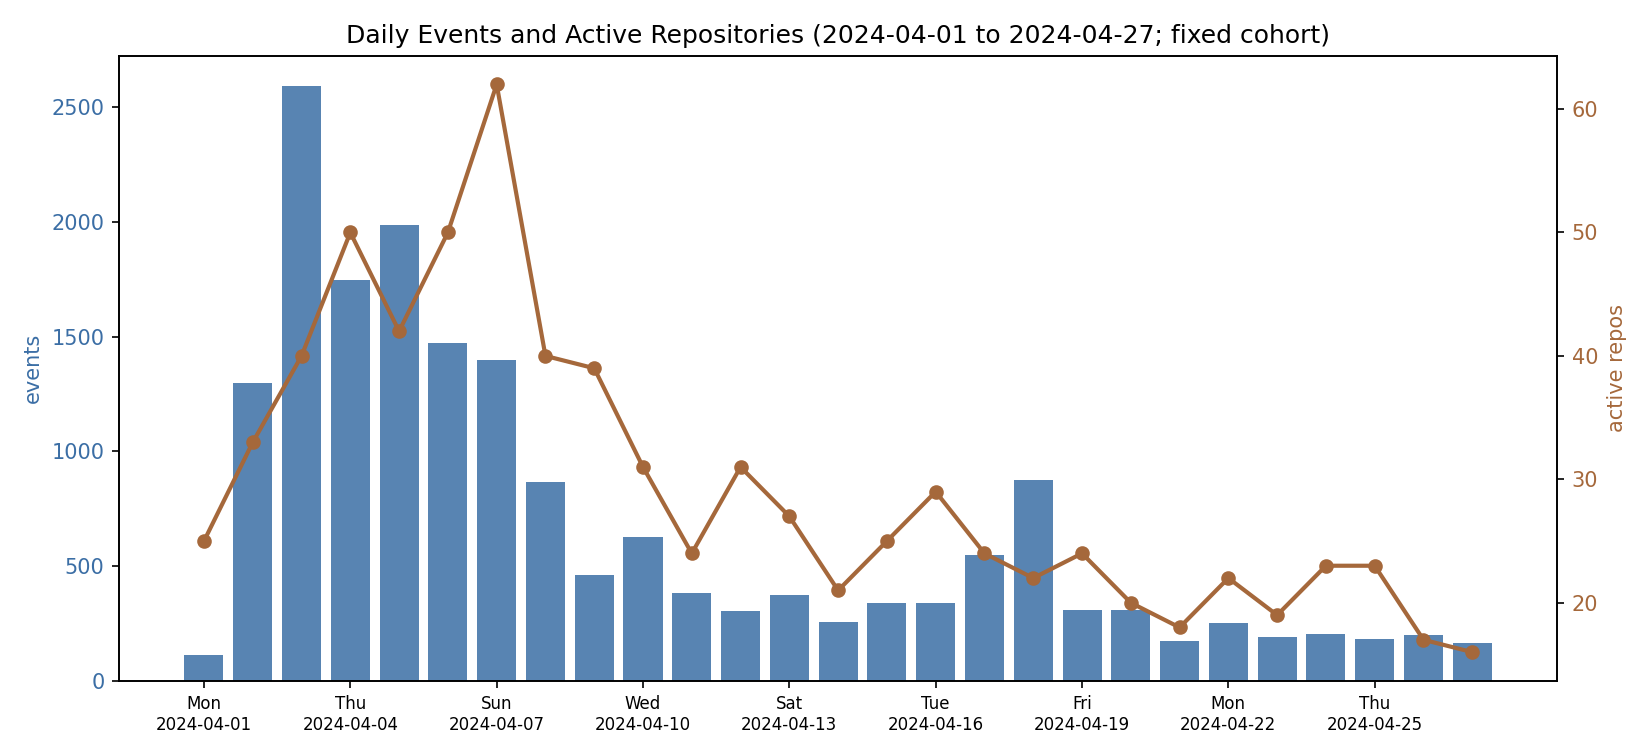 Daily Events and Active Repositories (2024-04-01 to 2024-04-27; fixed cohort)
2500
2000
1500
1000
500
0
events
60
50
40
30
20
active repos
Mon
2024-04-01
Thu
2024-04-04
Sun
2024-04-07
Wed
2024-04-10
Sat
2024-04-13
Tue
2024-04-16
Fri
2024-04-19
Mon
2024-04-22
Thu
2024-04-25